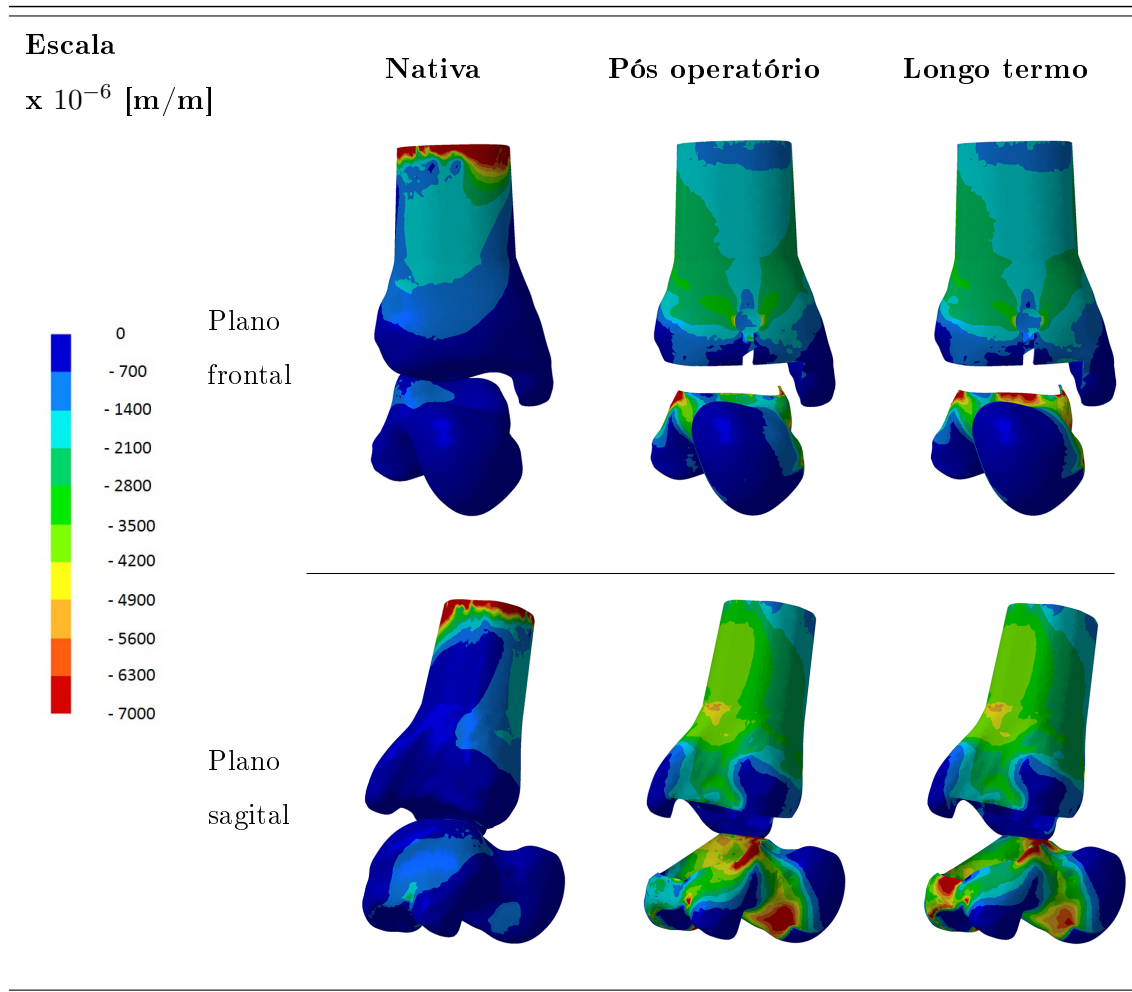 Escala
x 10⁻⁶ [m/m]
Nativa
Pós operatório
Longo termo
Plano
frontal
0
- 700
- 1400
- 2100
- 2800
- 3500
- 4200
- 4900
- 5600
- 6300
- 7000
Plano
sagital